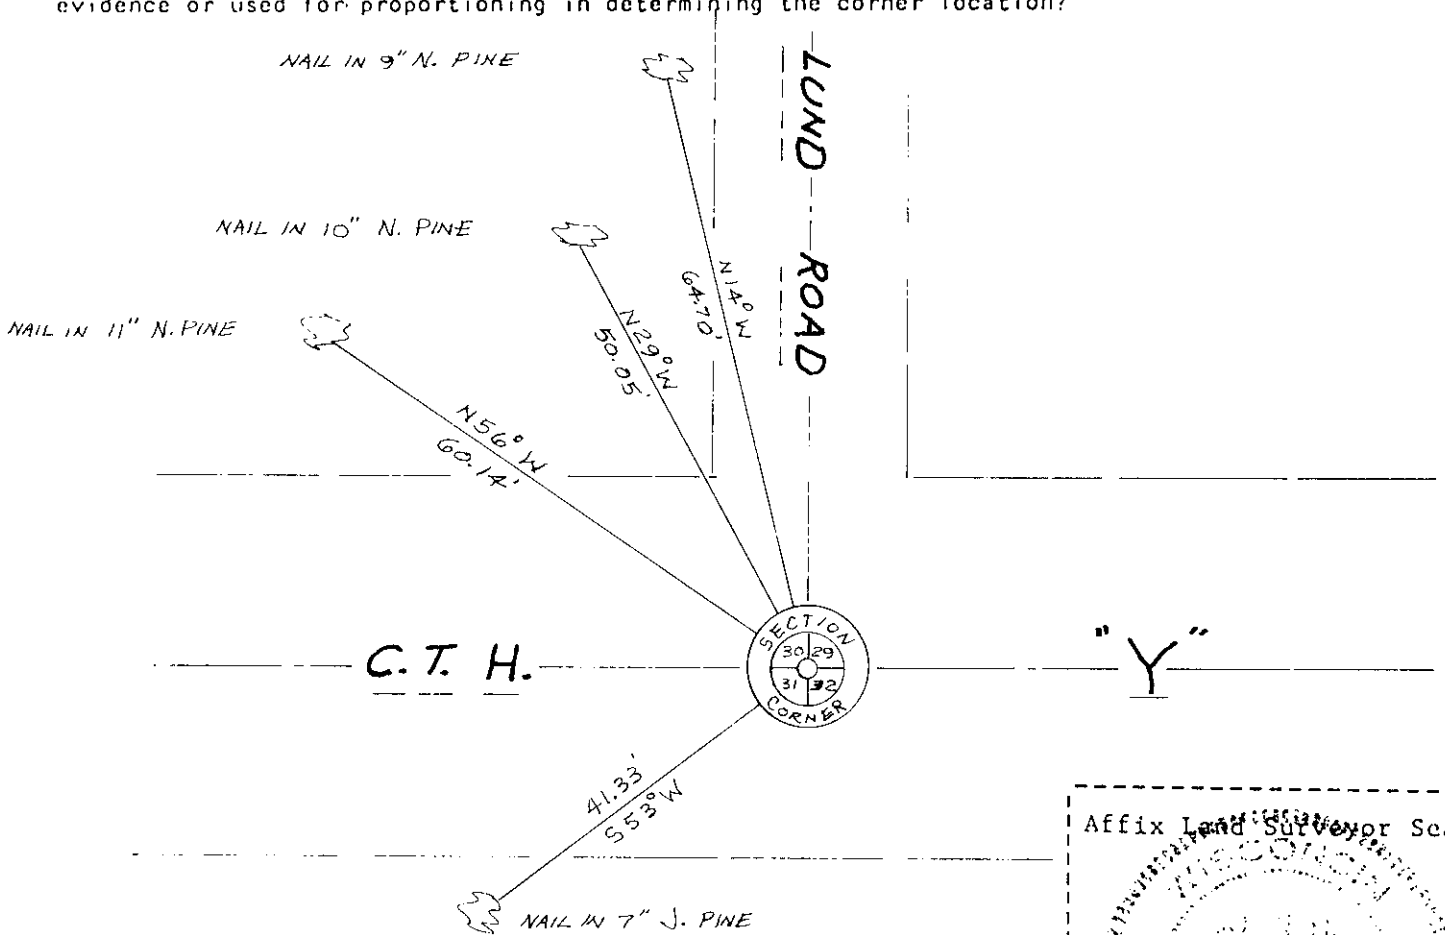 evidence or used for proportioning in determining the corner location?
NAIL IN 9" N. PINE
LUND ROAD
NAIL IN 10" N. PINE
NAIL IN 11" N. PINE
N14°W
64.70'
N29°W
50.05'
N56°W
60.14'
C. T. H.
SECTION
30 29
31 32
CORNER
"Y"
41.33'
S53°W
NAIL IN 7" J. PINE
Affix Land Surveyor Sea
WISCONSIN